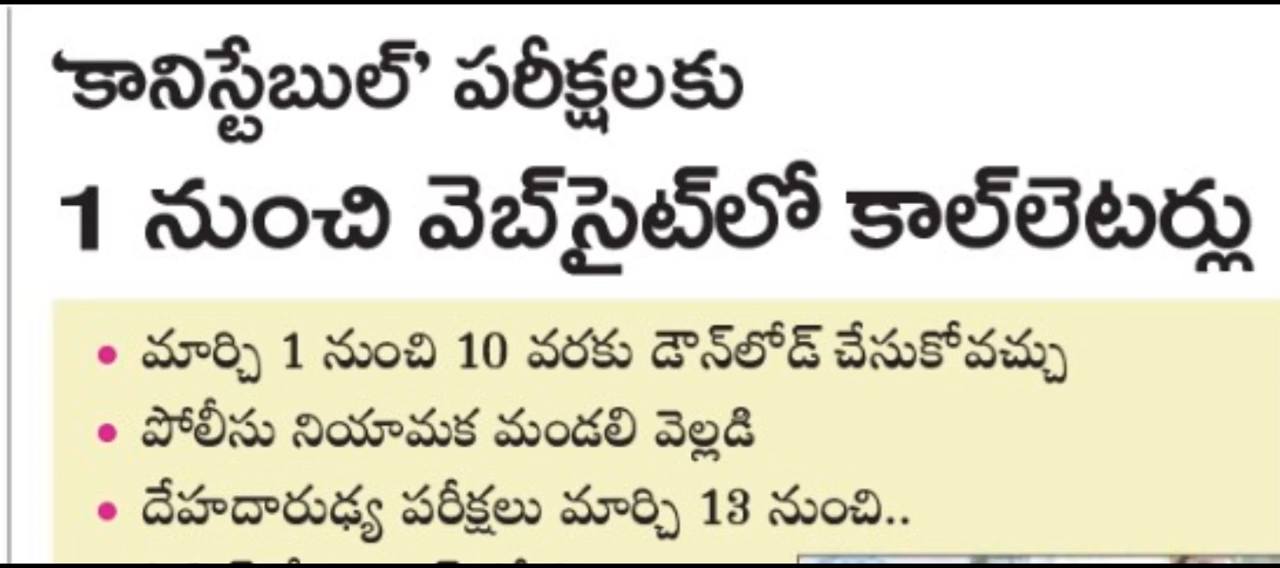 ‘కానిస్టేబుల్’ పరీక్షలకు
1 నుంచి వెబ్‌సైట్‌లో కాల్‌లెటర్లు
• మార్చి 1 నుంచి 10 వరకు డౌన్‌లోడ్ చేసుకోవచ్చు
• పోలీసు నియామక మండలి వెల్లడి
• దేహదారుఢ్య పరీక్షలు మార్చి 13 నుంచి..